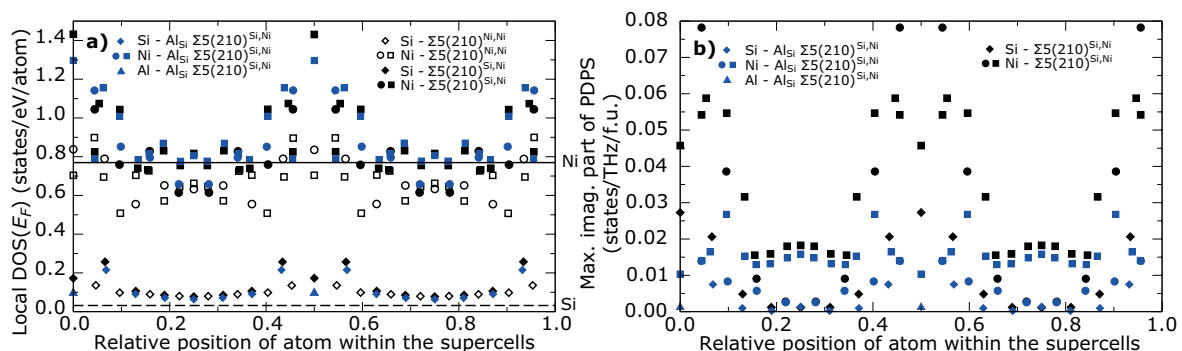 a)
Si - Al_Si Σ5(210)^Si,Ni
Ni - Al_Si Σ5(210)^Si,Ni
Al - Al_Si Σ5(210)^Si,Ni
Si - Σ5(210)^Ni,Ni
Ni - Σ5(210)^Ni,Ni
Si - Σ5(210)^Si,Ni
Ni - Σ5(210)^Si,Ni
Local DOS(E_F) (states/eV/atom)
1.4
1.2
1.0
0.8
0.6
0.4
0.2
0.0
Ni
Si
0.0 0.2 0.4 0.6 0.8 1.0
Relative position of atom within the supercells
b)
Si - Al_Si Σ5(210)^Si,Ni
Ni - Al_Si Σ5(210)^Si,Ni
Al - Al_Si Σ5(210)^Si,Ni
Si - Σ5(210)^Si,Ni
Ni - Σ5(210)^Si,Ni
Max. imag. part of PDPS
(states/THz/f.u.)
0.08
0.07
0.06
0.05
0.04
0.03
0.02
0.01
0.00
0.0 0.2 0.4 0.6 0.8 1.0
Relative position of atom within the supercells